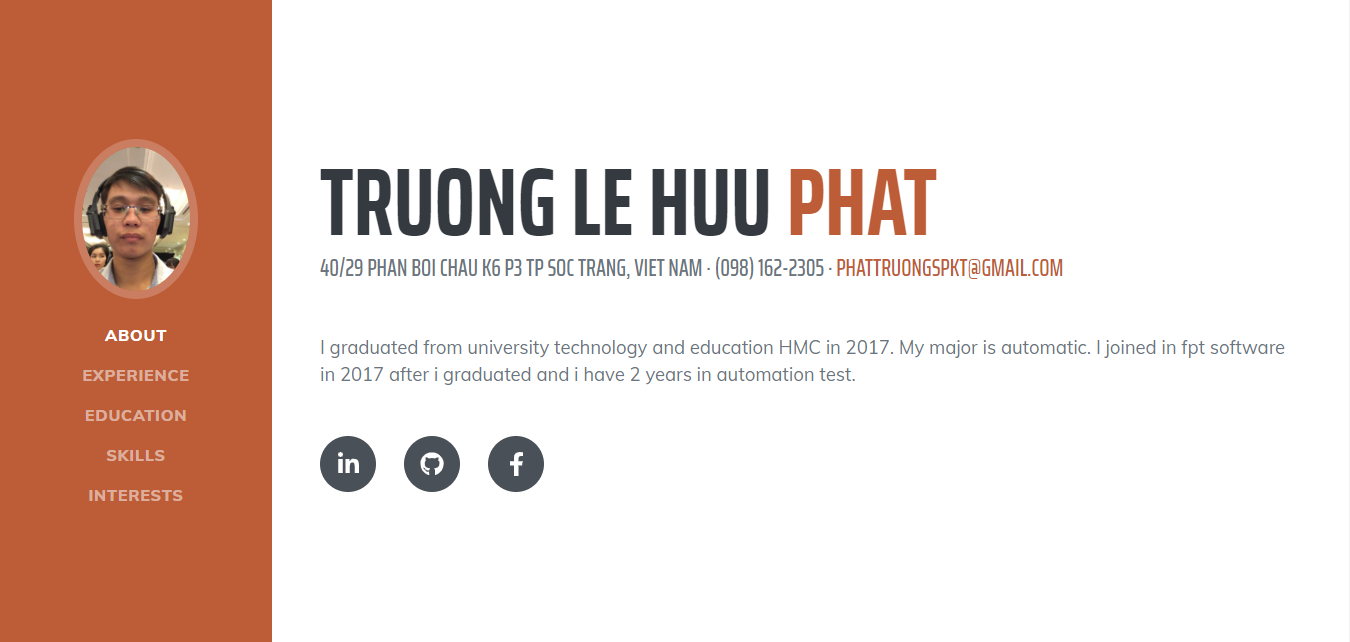 ABOUT
EXPERIENCE
EDUCATION
SKILLS
INTERESTS
TRUONG LE HUU PHAT
40/29 PHAN BOI CHAU K6 P3 TP SOC TRANG, VIET NAM · (098) 162-2305 · PHATTRUONGSPKT@GMAIL.COM
I graduated from university technology and education HMC in 2017. My major is automatic. I joined in fpt software
in 2017 after i graduated and i have 2 years in automation test.
in
f